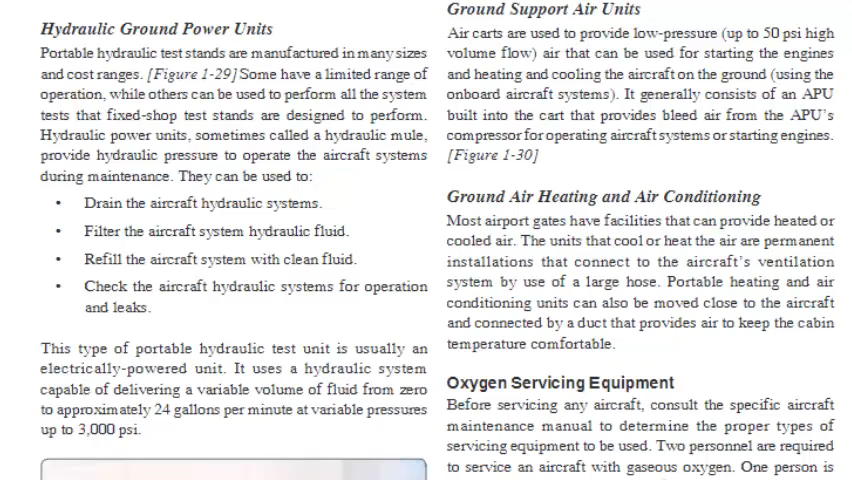 Hydraulic Ground Power Units
Portable hydraulic test stands are manufactured in many sizes
and cost ranges. [Figure 1-29] Some have a limited range of
operation, while others can be used to perform all the system
tests that fixed-shop test stands are designed to perform.
Hydraulic power units, sometimes called a hydraulic mule,
provide hydraulic pressure to operate the aircraft systems
during maintenance. They can be used to:
• Drain the aircraft hydraulic systems.
• Filter the aircraft system hydraulic fluid.
• Refill the aircraft system with clean fluid.
• Check the aircraft hydraulic systems for operation
and leaks.
This type of portable hydraulic test unit is usually an
electrically-powered unit. It uses a hydraulic system
capable of delivering a variable volume of fluid from zero
to approximately 24 gallons per minute at variable pressures
up to 3,000 psi.
Ground Support Air Units
Air carts are used to provide low-pressure (up to 50 psi high
volume flow) air that can be used for starting the engines
and heating and cooling the aircraft on the ground (using the
onboard aircraft systems). It generally consists of an APU
built into the cart that provides bleed air from the APU's
compressor for operating aircraft systems or starting engines.
[Figure 1-30]
Ground Air Heating and Air Conditioning
Most airport gates have facilities that can provide heated or
cooled air. The units that cool or heat the air are permanent
installations that connect to the aircraft's ventilation
system by use of a large hose. Portable heating and air
conditioning units can also be moved close to the aircraft
and connected by a duct that provides air to keep the cabin
temperature comfortable.
Oxygen Servicing Equipment
Before servicing any aircraft, consult the specific aircraft
maintenance manual to determine the proper types of
servicing equipment to be used. Two personnel are required
to service an aircraft with gaseous oxygen. One person is